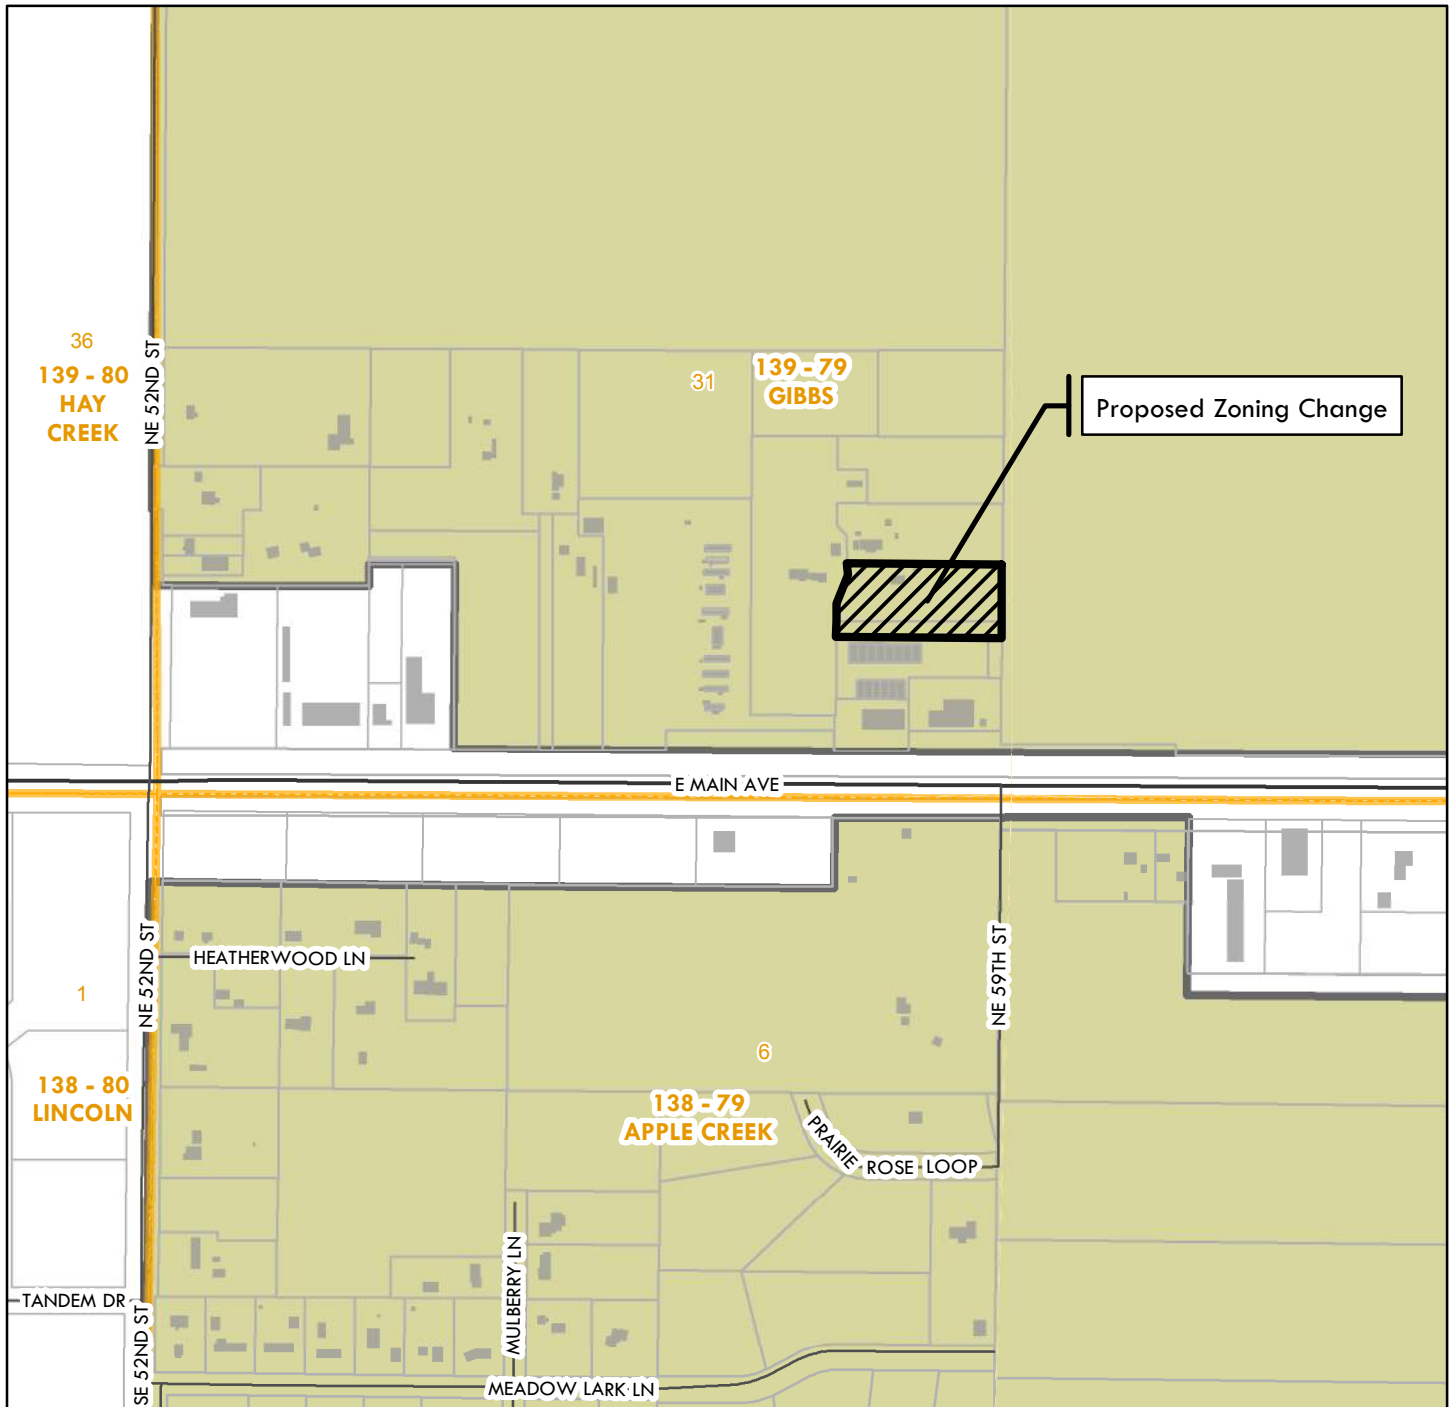 36
139 - 80
HAY
CREEK
NE 52ND ST
31
139 - 79
GIBBS
Proposed Zoning Change
E MAIN AVE
NE 52ND ST
HEATHERWOOD LN
NE 59TH ST
1
138 - 80
LINCOLN
6
138 - 79
APPLE CREEK
PRAIRIE ROSE LOOP
TANDEM DR
SE 52ND ST
MULBERRY LN
MEADOW LARK LN